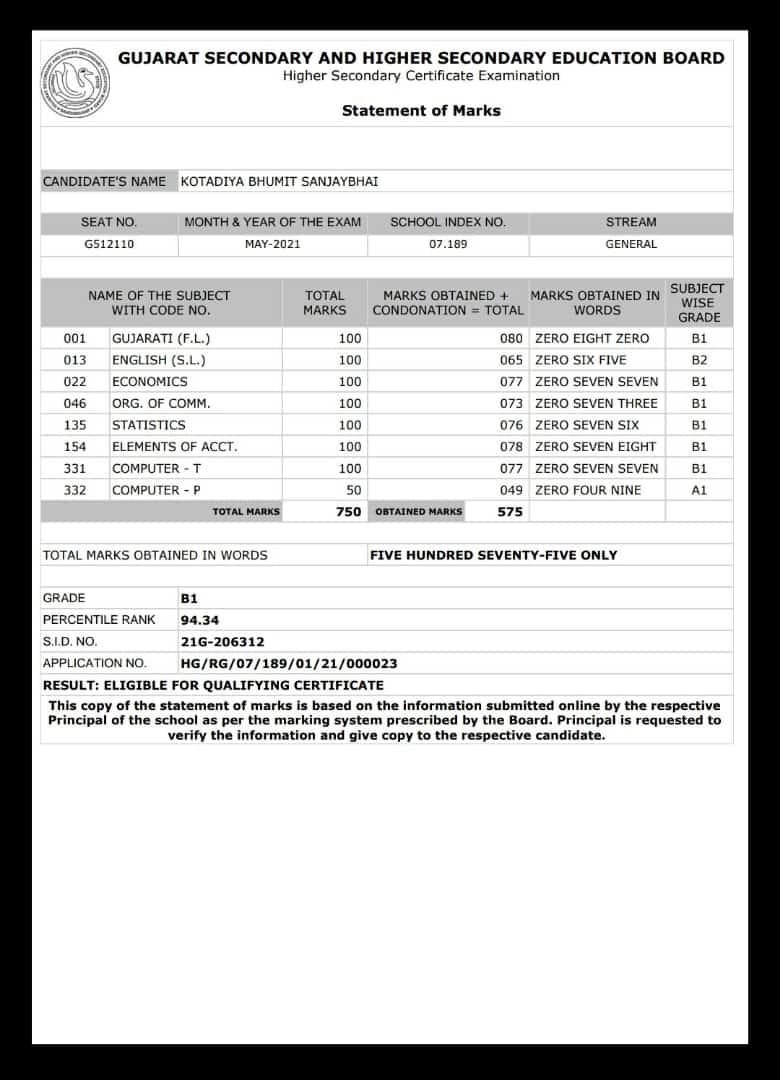 GUJARAT SECONDARY AND HIGHER SECONDARY EDUCATION BOARD
Higher Secondary Certificate Examination
Statement of Marks
CANDIDATE'S NAME KOTADIYA BHUMIT SANJAYBHAI
SEAT NO. MONTH & YEAR OF THE EXAM SCHOOL INDEX NO. STREAM
G512110 MAY-2021 07.189 GENERAL
NAME OF THE SUBJECT WITH CODE NO. TOTAL MARKS MARKS OBTAINED + CONDONATION = TOTAL MARKS OBTAINED IN WORDS SUBJECT WISE GRADE
001 GUJARATI (F.L.) 100 080 ZERO EIGHT ZERO B1
013 ENGLISH (S.L.) 100 065 ZERO SIX FIVE B2
022 ECONOMICS 100 077 ZERO SEVEN SEVEN B1
046 ORG. OF COMM. 100 073 ZERO SEVEN THREE B1
135 STATISTICS 100 076 ZERO SEVEN SIX B1
154 ELEMENTS OF ACCT. 100 078 ZERO SEVEN EIGHT B1
331 COMPUTER - T 100 077 ZERO SEVEN SEVEN B1
332 COMPUTER - P 50 049 ZERO FOUR NINE A1
TOTAL MARKS 750 OBTAINED MARKS 575
TOTAL MARKS OBTAINED IN WORDS FIVE HUNDRED SEVENTY-FIVE ONLY
GRADE B1
PERCENTILE RANK 94.34
S.I.D. NO. 21G-206312
APPLICATION NO. HG/RG/07/189/01/21/000023
RESULT: ELIGIBLE FOR QUALIFYING CERTIFICATE
This copy of the statement of marks is based on the information submitted online by the respective
Principal of the school as per the marking system prescribed by the Board. Principal is requested to
verify the information and give copy to the respective candidate.